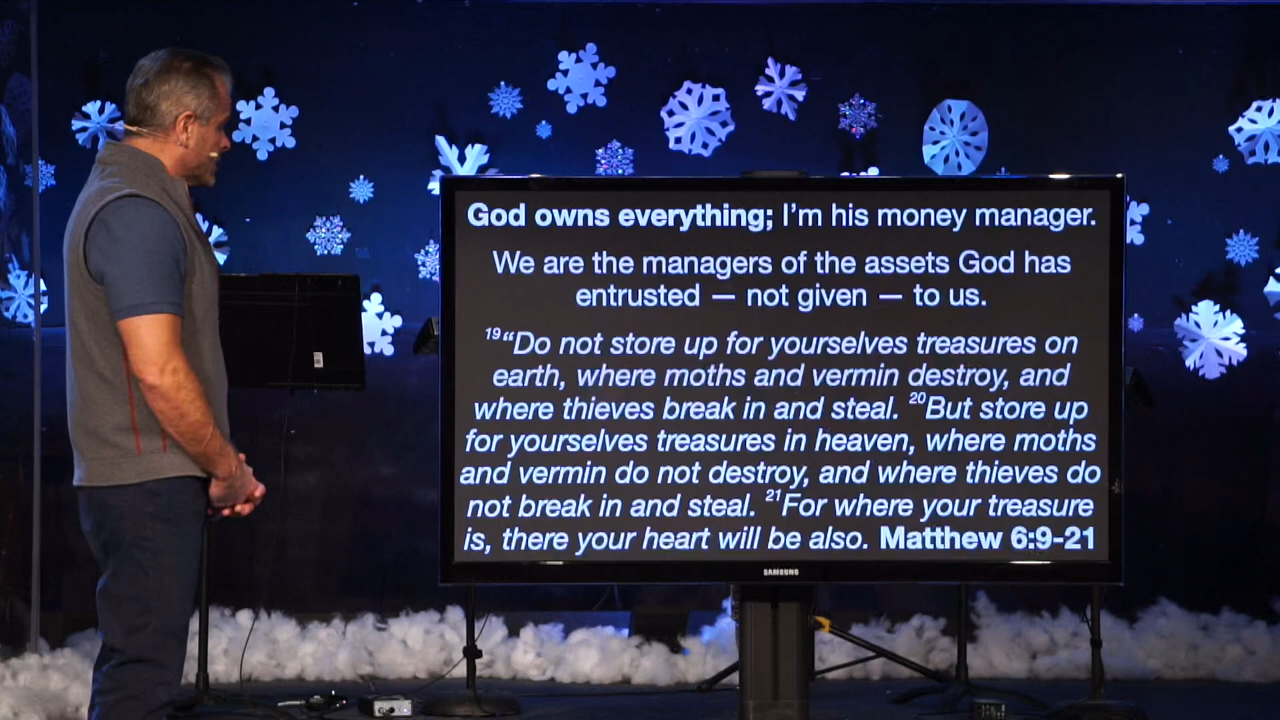 God owns everything; I'm his money manager.
We are the managers of the assets God has
entrusted — not given — to us.
19“Do not store up for yourselves treasures on
earth, where moths and vermin destroy, and
where thieves break in and steal. 20But store up
for yourselves treasures in heaven, where moths
and vermin do not destroy, and where thieves do
not break in and steal. 21For where your treasure
is, there your heart will be also. Matthew 6:9-21
SAMSUNG